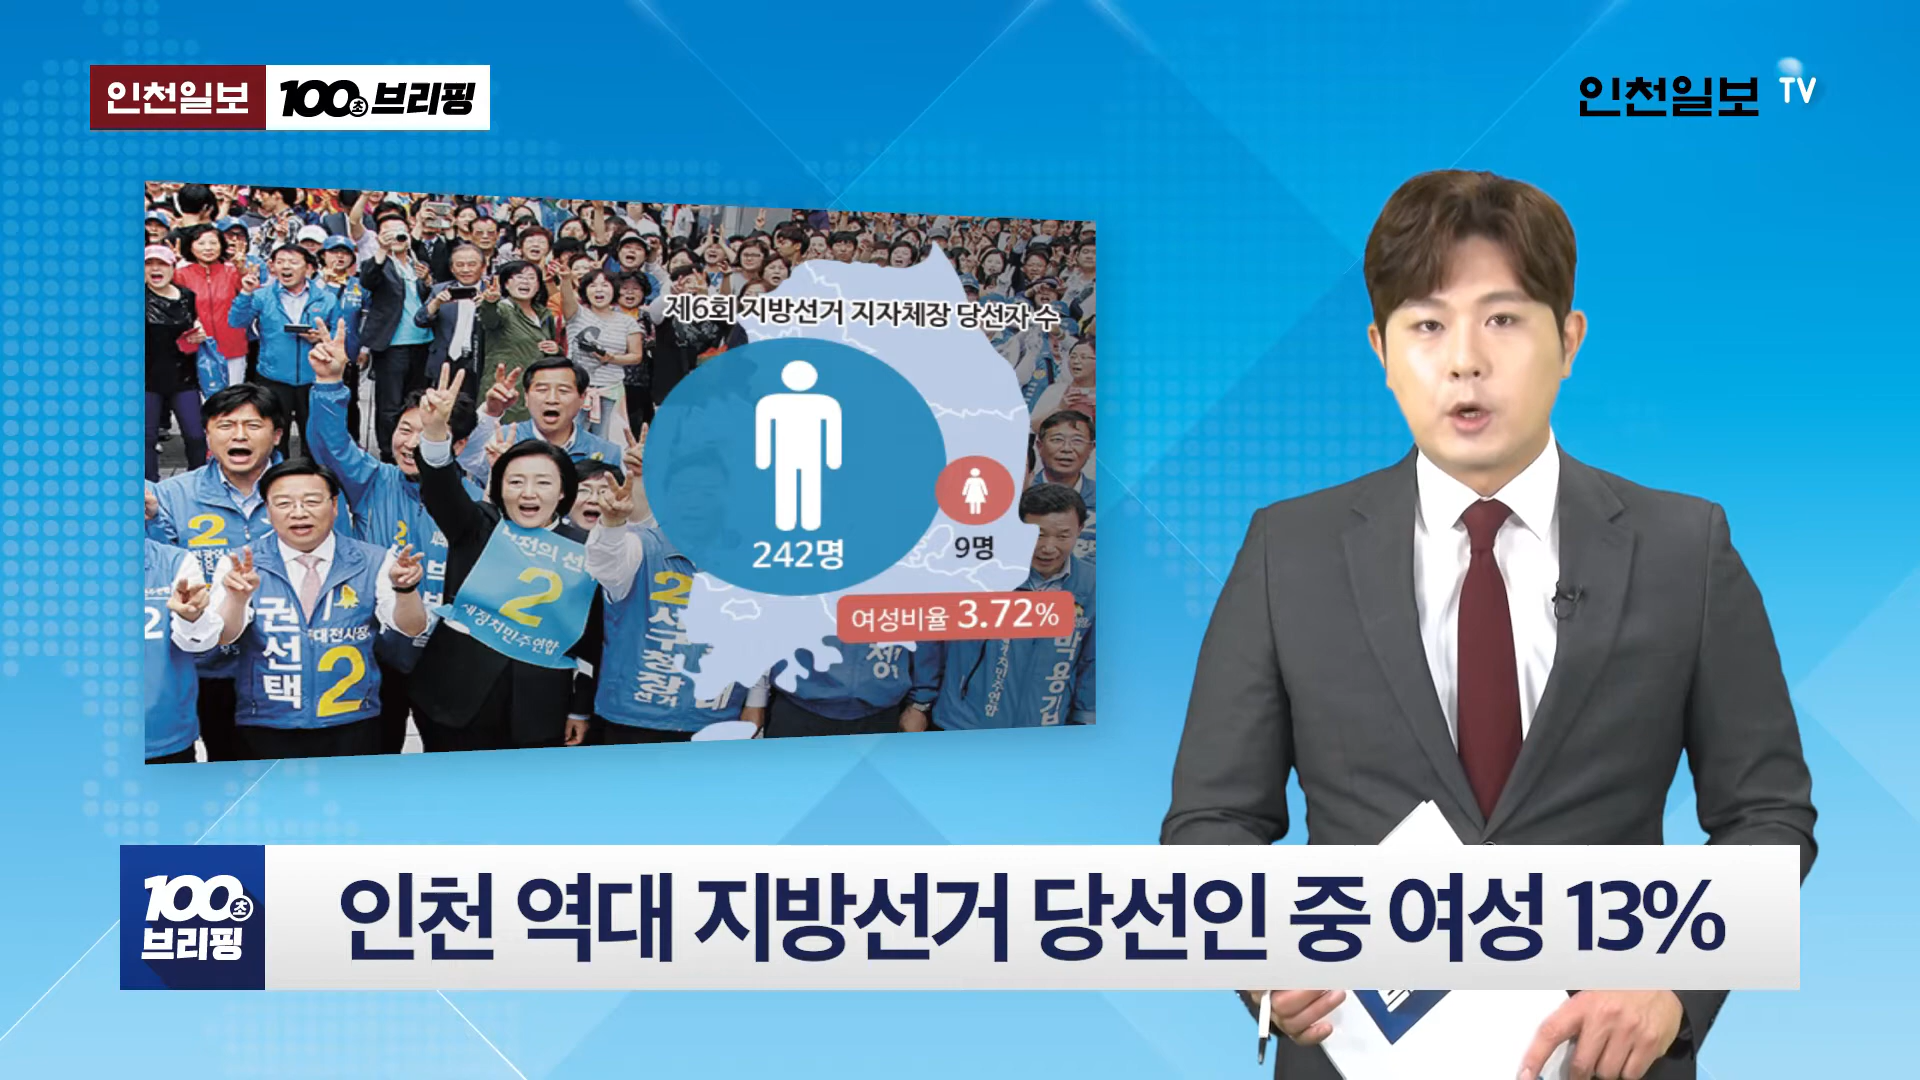 인천일보 100초 브리핑
인천일보 TV
제6회 지방선거 지자체장 당선자 수
242명
9명
여성비율 3.72%
2
권선택
대전시장
2
2
새정치민주연합
2
박용갑
100초
브리핑
인천 역대 지방선거 당선인 중 여성 13%